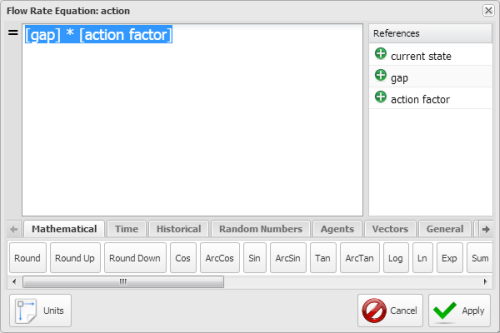 Flow Rate Equation: action
= [gap] * [action factor]
References
current state
gap
action factor
Mathematical Time Historical Random Numbers Agents Vectors General
Round Round Up Round Down Cos ArcCos Sin ArcSin Tan ArcTan Log Ln Exp Sum
Units Cancel Apply